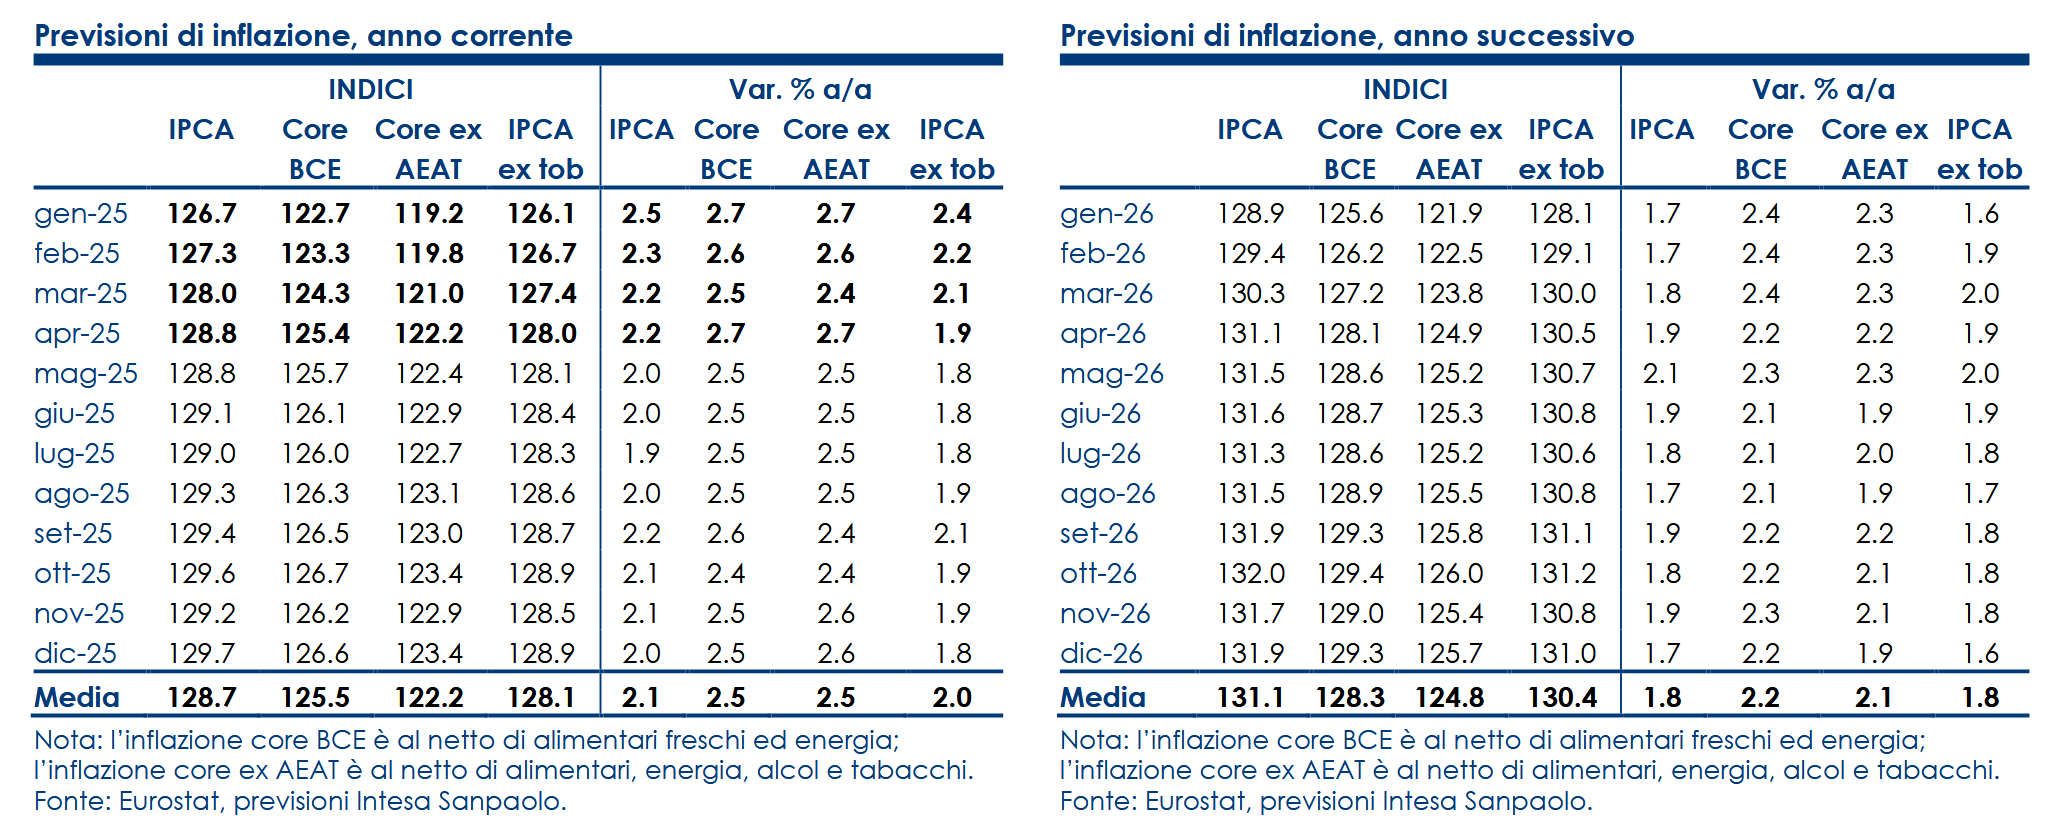 Previsioni di inflazione, anno corrente
INDICI Var. % a/a
IPCA Core Core ex IPCA IPCA Core Core ex IPCA
BCE AEAT ex tob BCE AEAT ex tob
gen-25 126.7 122.7 119.2 126.1 2.5 2.7 2.7 2.4
feb-25 127.3 123.3 119.8 126.7 2.3 2.6 2.6 2.2
mar-25 128.0 124.3 121.0 127.4 2.2 2.5 2.4 2.1
apr-25 128.8 125.4 122.2 128.0 2.2 2.7 2.7 1.9
mag-25 128.8 125.7 122.4 128.1 2.0 2.5 2.5 1.8
giu-25 129.1 126.1 122.9 128.4 2.0 2.5 2.5 1.8
lug-25 129.0 126.0 122.7 128.3 1.9 2.5 2.5 1.8
ago-25 129.3 126.3 123.1 128.6 2.0 2.5 2.5 1.9
set-25 129.4 126.5 123.0 128.7 2.2 2.6 2.4 2.1
ott-25 129.6 126.7 123.4 128.9 2.1 2.4 2.4 1.9
nov-25 129.2 126.2 122.9 128.5 2.1 2.5 2.6 1.9
dic-25 129.7 126.6 123.4 128.9 2.0 2.5 2.6 1.8
Media 128.7 125.5 122.2 128.1 2.1 2.5 2.5 2.0
Nota: l’inflazione core BCE è al netto di alimentari freschi ed energia;
l’inflazione core ex AEAT è al netto di alimentari, energia, alcol e tabacchi.
Fonte: Eurostat, previsioni Intesa Sanpaolo.
Previsioni di inflazione, anno successivo
INDICI Var. % a/a
IPCA Core Core ex IPCA IPCA Core Core ex IPCA
BCE AEAT ex tob BCE AEAT ex tob
gen-26 128.9 125.6 121.9 128.1 1.7 2.4 2.3 1.6
feb-26 129.4 126.2 122.5 129.1 1.7 2.4 2.3 1.9
mar-26 130.3 127.2 123.8 130.0 1.8 2.4 2.3 2.0
apr-26 131.1 128.1 124.9 130.5 1.9 2.2 2.2 1.9
mag-26 131.5 128.6 125.2 130.7 2.1 2.3 2.3 2.0
giu-26 131.6 128.7 125.3 130.8 1.9 2.1 1.9 1.9
lug-26 131.3 128.6 125.2 130.6 1.8 2.1 2.0 1.8
ago-26 131.5 128.9 125.5 130.8 1.7 2.1 1.9 1.7
set-26 131.9 129.3 125.8 131.1 1.9 2.2 2.2 1.8
ott-26 132.0 129.4 126.0 131.2 1.8 2.2 2.1 1.8
nov-26 131.7 129.0 125.4 130.8 1.9 2.3 2.1 1.8
dic-26 131.9 129.3 125.7 131.0 1.7 2.2 1.9 1.6
Media 131.1 128.3 124.8 130.4 1.8 2.2 2.1 1.8
Nota: l’inflazione core BCE è al netto di alimentari freschi ed energia;
l’inflazione core ex AEAT è al netto di alimentari, energia, alcol e tabacchi.
Fonte: Eurostat, previsioni Intesa Sanpaolo.